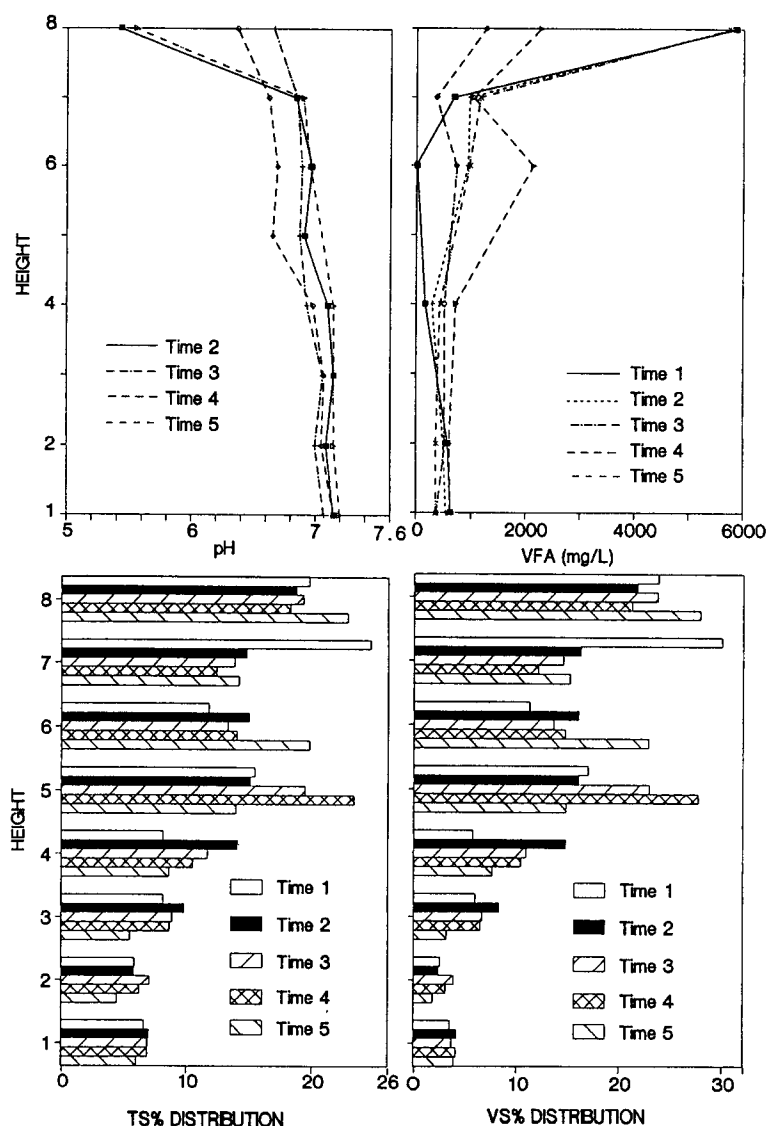 8
6
4
2
1
HEIGHT
Time 2
Time 3
Time 4
Time 5
5
6
7
7.6
pH
Time 1
Time 2
Time 3
Time 4
Time 5
0
2000
4000
6000
VFA (mg/L)
8
7
6
5
4
3
2
1
HEIGHT
Time 1
Time 2
Time 3
Time 4
Time 5
0
10
20
26
TS% DISTRIBUTION
Time 1
Time 2
Time 3
Time 4
Time 5
0
10
20
30
VS% DISTRIBUTION